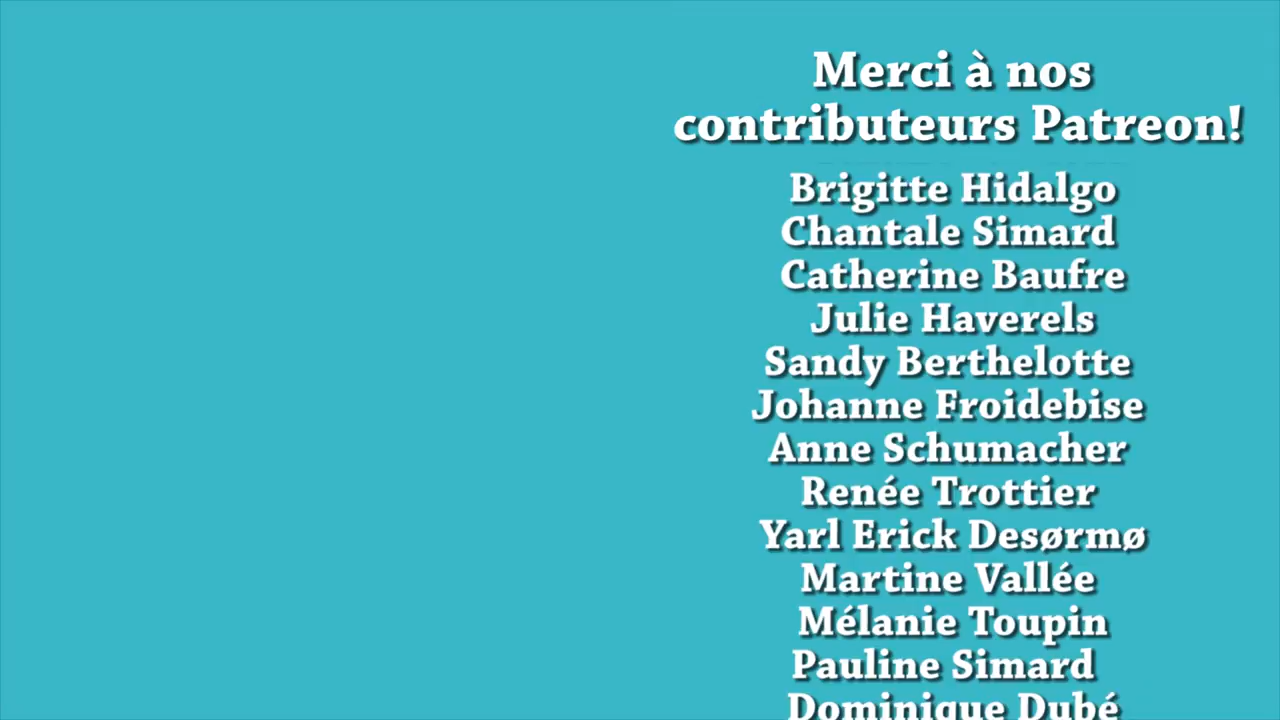 Merci à nos
contributeurs Patreon!
Brigitte Hidalgo
Chantale Simard
Catherine Baufre
Julie Haverels
Sandy Berthelotte
Johanne Froidebise
Anne Schumacher
Renée Trottier
Yarl Erick Desørmø
Martine Vallée
Mélanie Toupin
Pauline Simard
Dominique Dubé